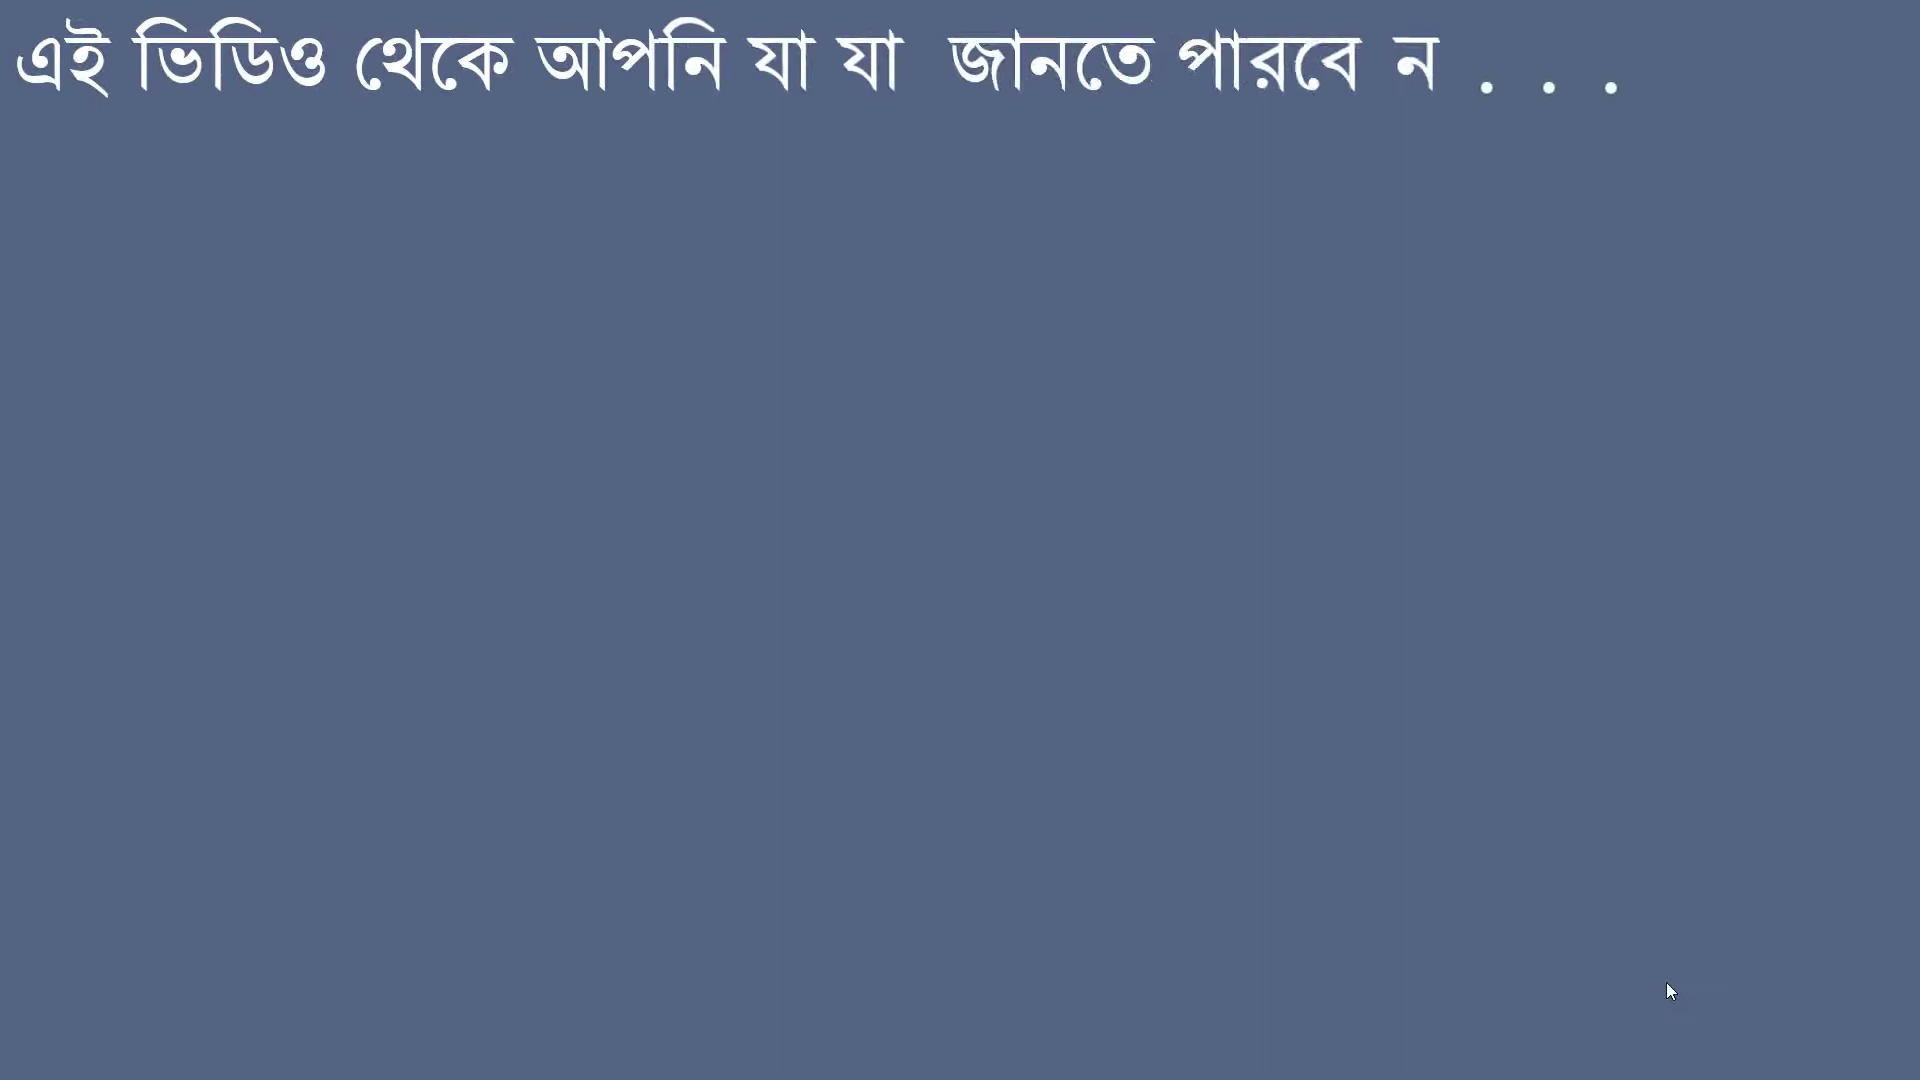 এই ভিডিও থেকে আপনি যা যা জানতে পারবে ন . . .